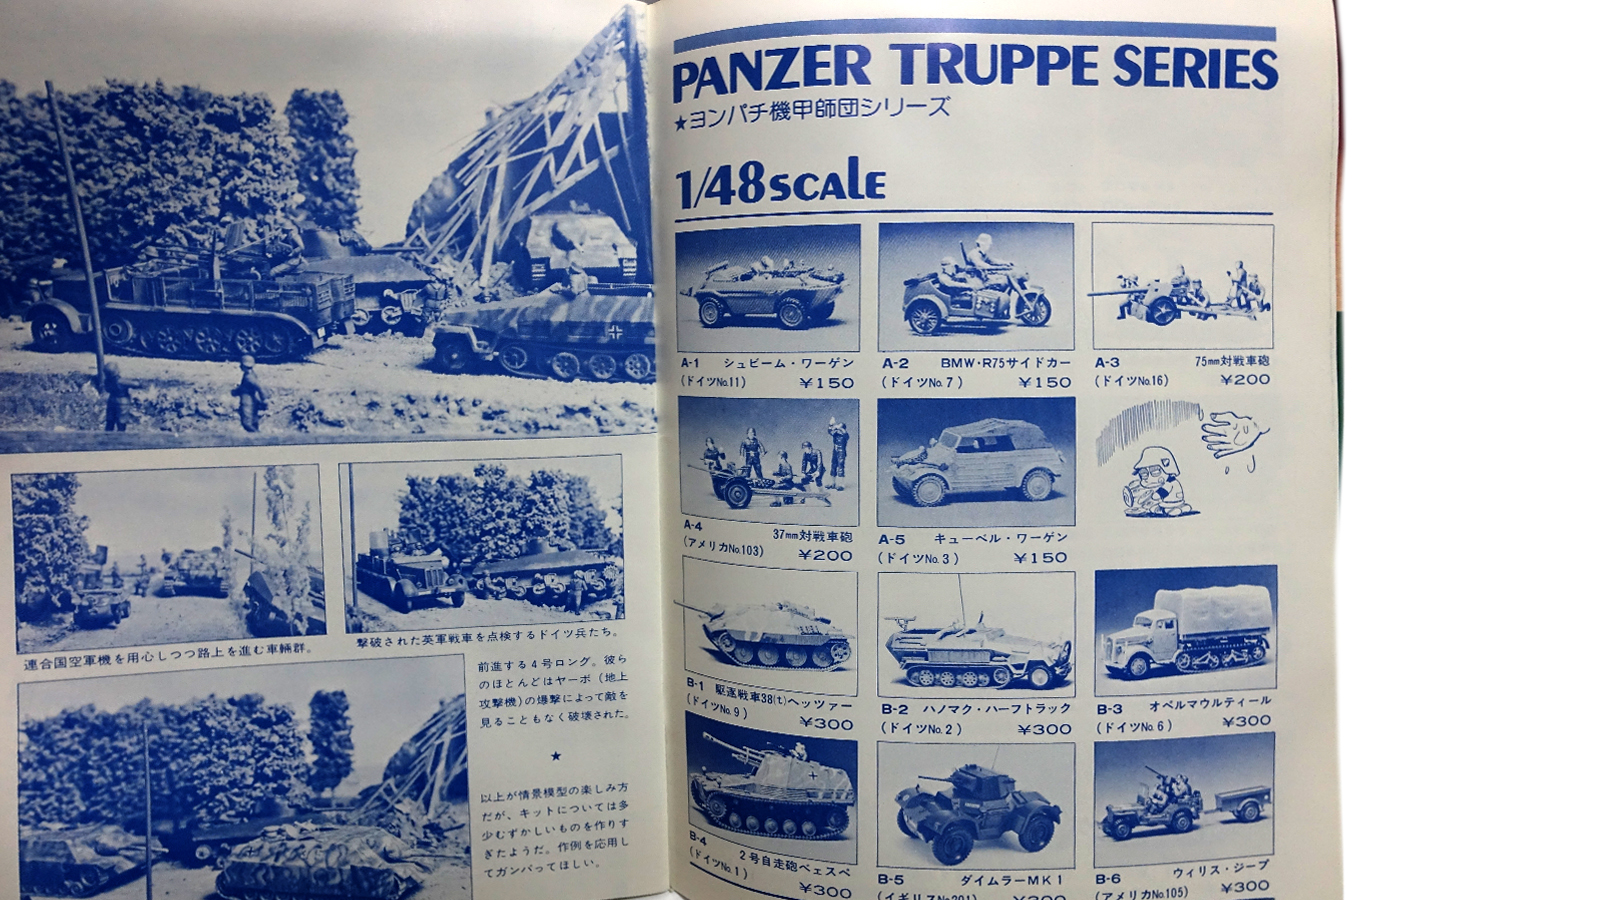 連合国空軍機を用心しつつ路上を進む車輛群。
撃破された英軍戦車を点検するドイツ兵たち。
前進する4号ロング。彼ら
のほとんどはヤーボ(地上
攻撃機)の爆撃によって敵を
見ることもなく破壊された。
★
以上が情景模型の楽しみ方
だが、キットについては多
少むずかしいものを作りす
ぎたようだ。作例を応用し
てガンバってほしい。
PANZER TRUPPE SERIES
★ヨンパチ機甲師団シリーズ
1/48 SCALE
A-1 シュビーム・ワーゲン
(ドイツNo.11) ¥150
A-2 BMW・R75サイドカー
(ドイツNo.7) ¥150
A-3 75mm対戦車砲
(ドイツNo.16) ¥200
A-4 37mm対戦車砲
(アメリカNo.103) ¥200
A-5 キューベル・ワーゲン
(ドイツNo.3) ¥150
B-1 駆逐戦車38(t)ヘッツァー
(ドイツNo.9) ¥300
B-2 ハノマク・ハーフトラック
(ドイツNo.2) ¥300
B-3 オペルマウルティール
(ドイツNo.6) ¥300
B-4 2号自走砲ベェスペ
(ドイツNo.1) ¥300
B-5 ダイムラーMK1
(イギリスNo.201) ¥300
B-6 ウィリス・ジープ
(アメリカNo.105) ¥300